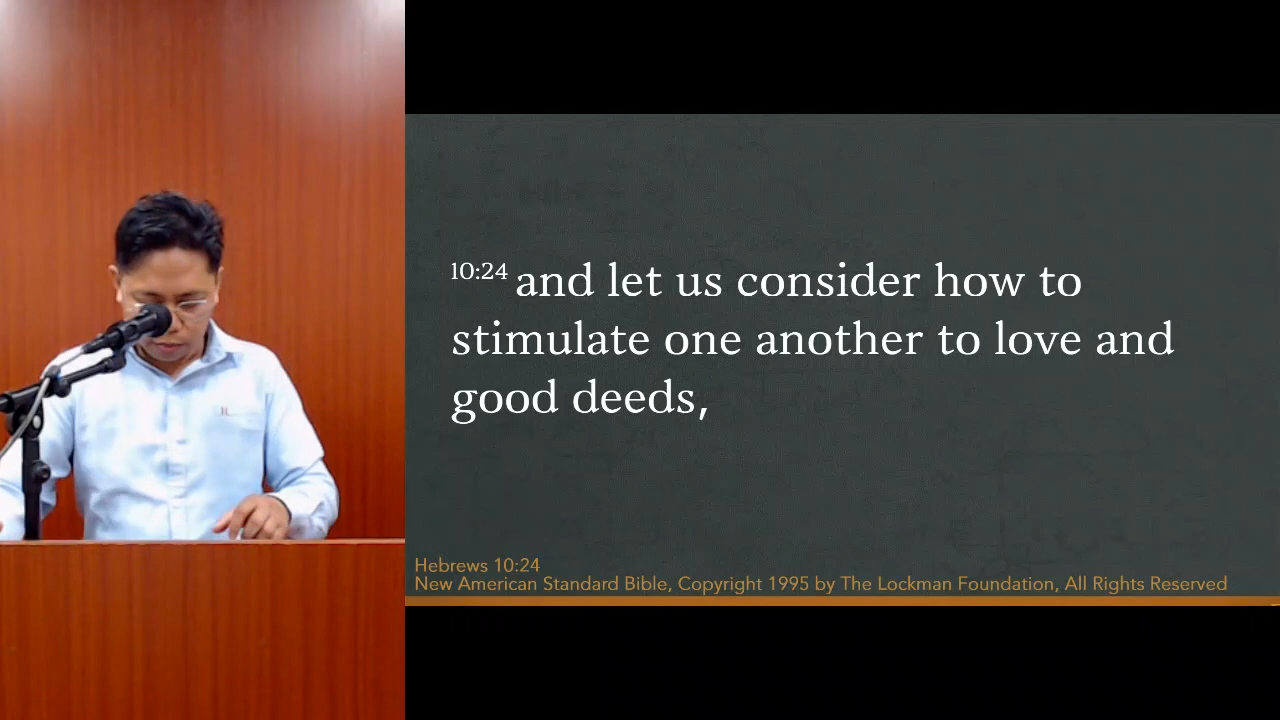 10:24 and let us consider how to
stimulate one another to love and
good deeds,
Hebrews 10:24
New American Standard Bible, Copyright 1995 by The Lockman Foundation, All Rights Reserved